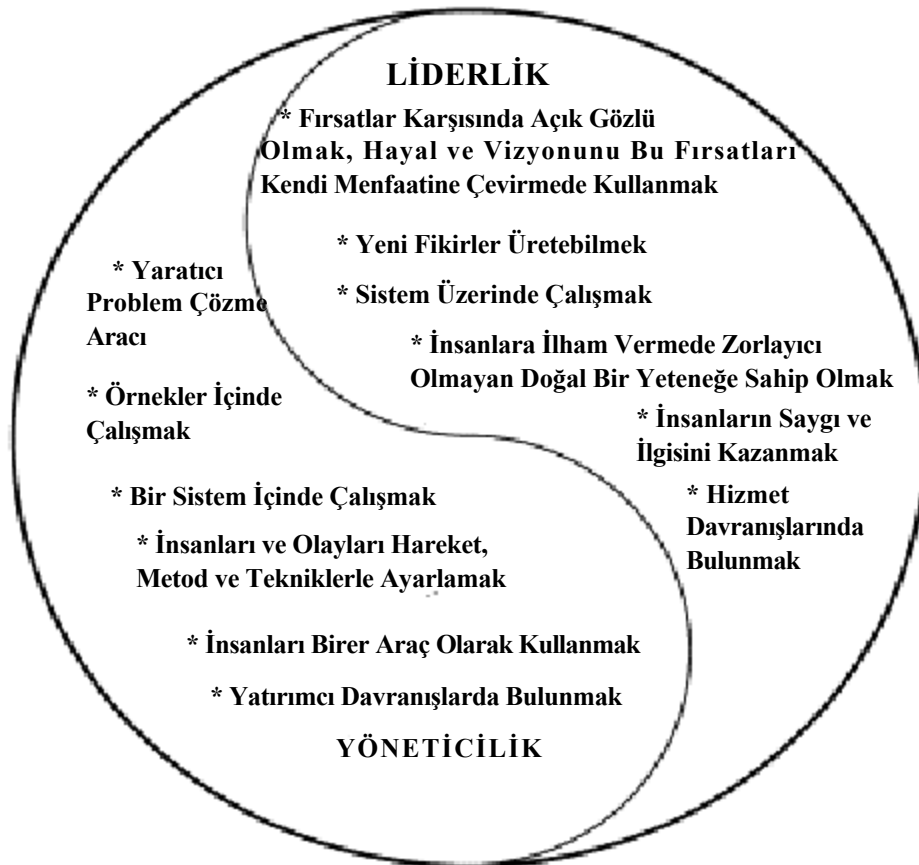 LİDERLİK
* Fırsatlar Karşısında Açık Gözlü
Olmak, Hayal ve Vizyonunu Bu Fırsatları
Kendi Menfaatine Çevirmede Kullanmak
* Yeni Fikirler Üretebilmek
* Sistem Üzerinde Çalışmak
* İnsanlara İlham Vermede Zorlayıcı
Olmayan Doğal Bir Yeteneğe Sahip Olmak
* İnsanların Saygı ve
İlgisini Kazanmak
* Hizmet
Davranışlarında
Bulunmak
* Yaratıcı
Problem Çözme
Aracı
* Örnekler İçinde
Çalışmak
* Bir Sistem İçinde Çalışmak
* İnsanları ve Olayları Hareket,
Metod ve Tekniklerle Ayarlamak
* İnsanları Birer Araç Olarak Kullanmak
* Yatırımcı Davranışlarda Bulunmak
YÖNETİCİLİK